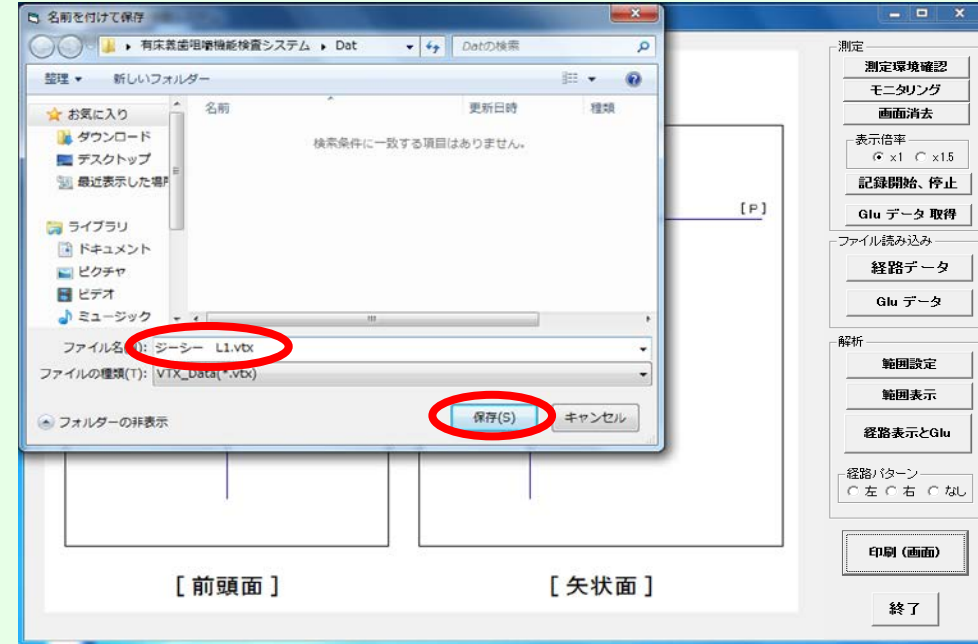 名前を付けて保存
有床義歯咀嚼機能検査システム ▸ Dat
Datの検索
整理
新しいフォルダー
名前
更新日時
種類
お気に入り
ダウンロード
デスクトップ
最近表示した場所
ライブラリ
ドキュメント
ピクチャ
ビデオ
ミュージック
検索条件に一致する項目はありません。
ファイル名(N): ジーシー L1.vtx
ファイルの種類(T): VTX_Data(*.vtx)
フォルダーの非表示
保存(S)
キャンセル
[P]
[前頭面]
[矢状面]
測定
測定環境確認
モニタリング
画面消去
表示倍率
x1 x1.5
記録開始、停止
Glu データ 取得
ファイル読み込み
経路データ
Glu データ
解析
範囲設定
範囲表示
経路表示とGlu
経路パターン
左 右 なし
印刷 (画面)
終了